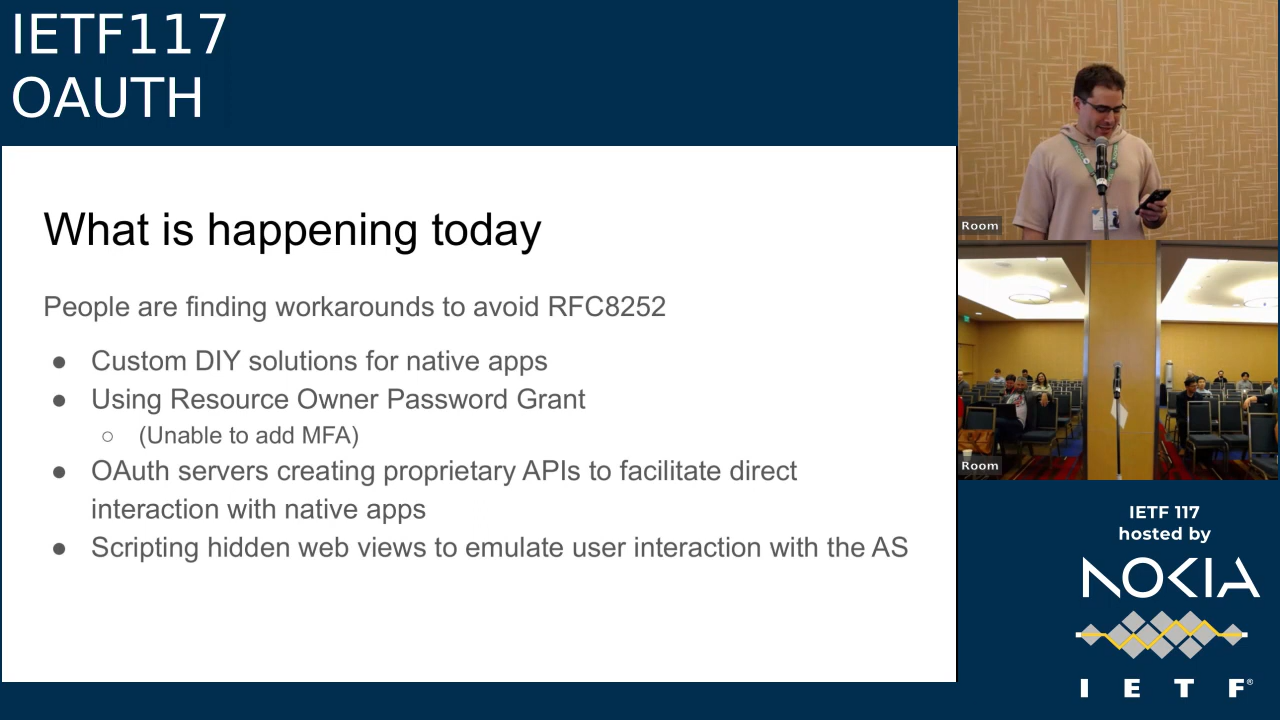 IETF117
OAUTH
What is happening today
People are finding workarounds to avoid RFC8252
● Custom DIY solutions for native apps
● Using Resource Owner Password Grant
○ (Unable to add MFA)
● OAuth servers creating proprietary APIs to facilitate direct
interaction with native apps
● Scripting hidden web views to emulate user interaction with the AS
Room
Room
IETF 117
hosted by
NOKIA
I E T F®